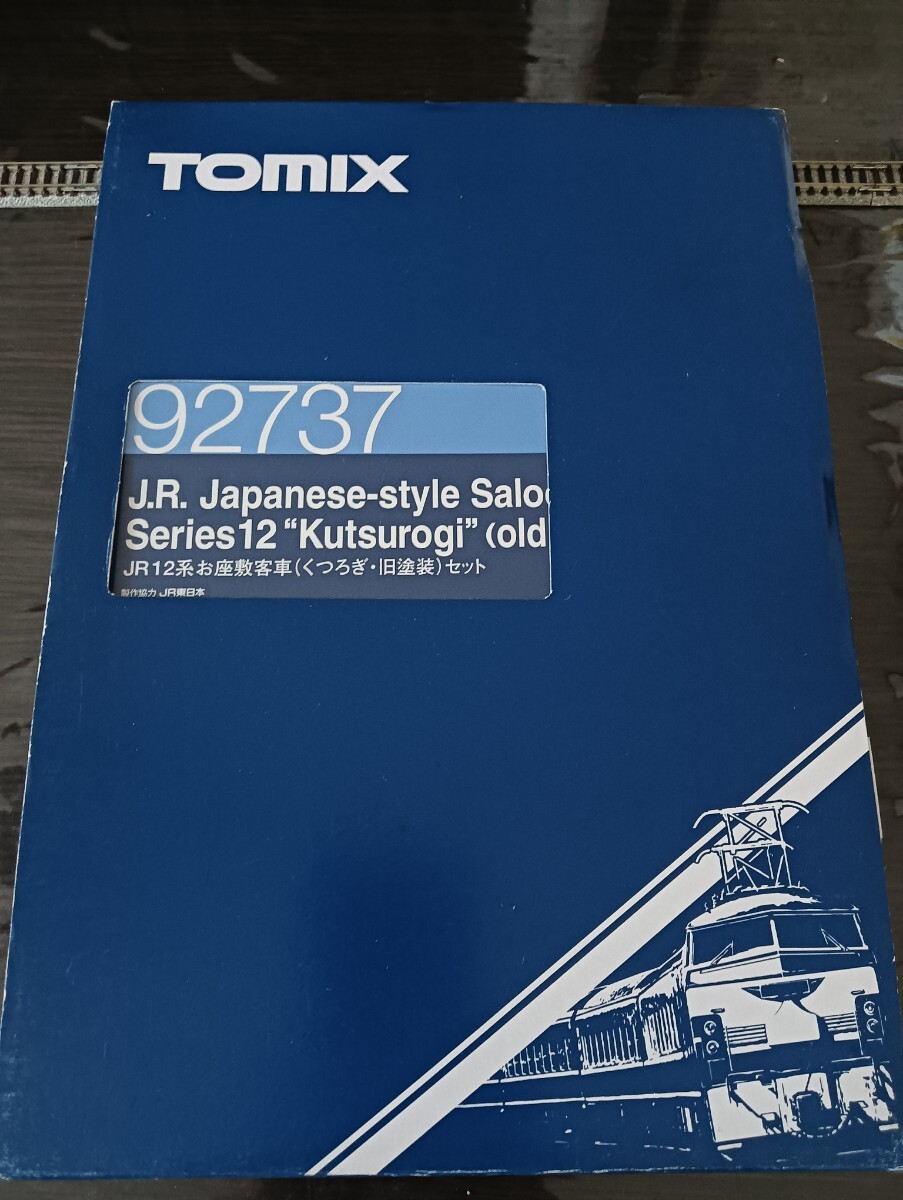 TOMIX
92737
J.R. Japanese-style Saloo
Series12 “Kutsurogi” (old
JR12系お座敷客車(くつろぎ・旧塗装)セット
製作協力 JR東日本